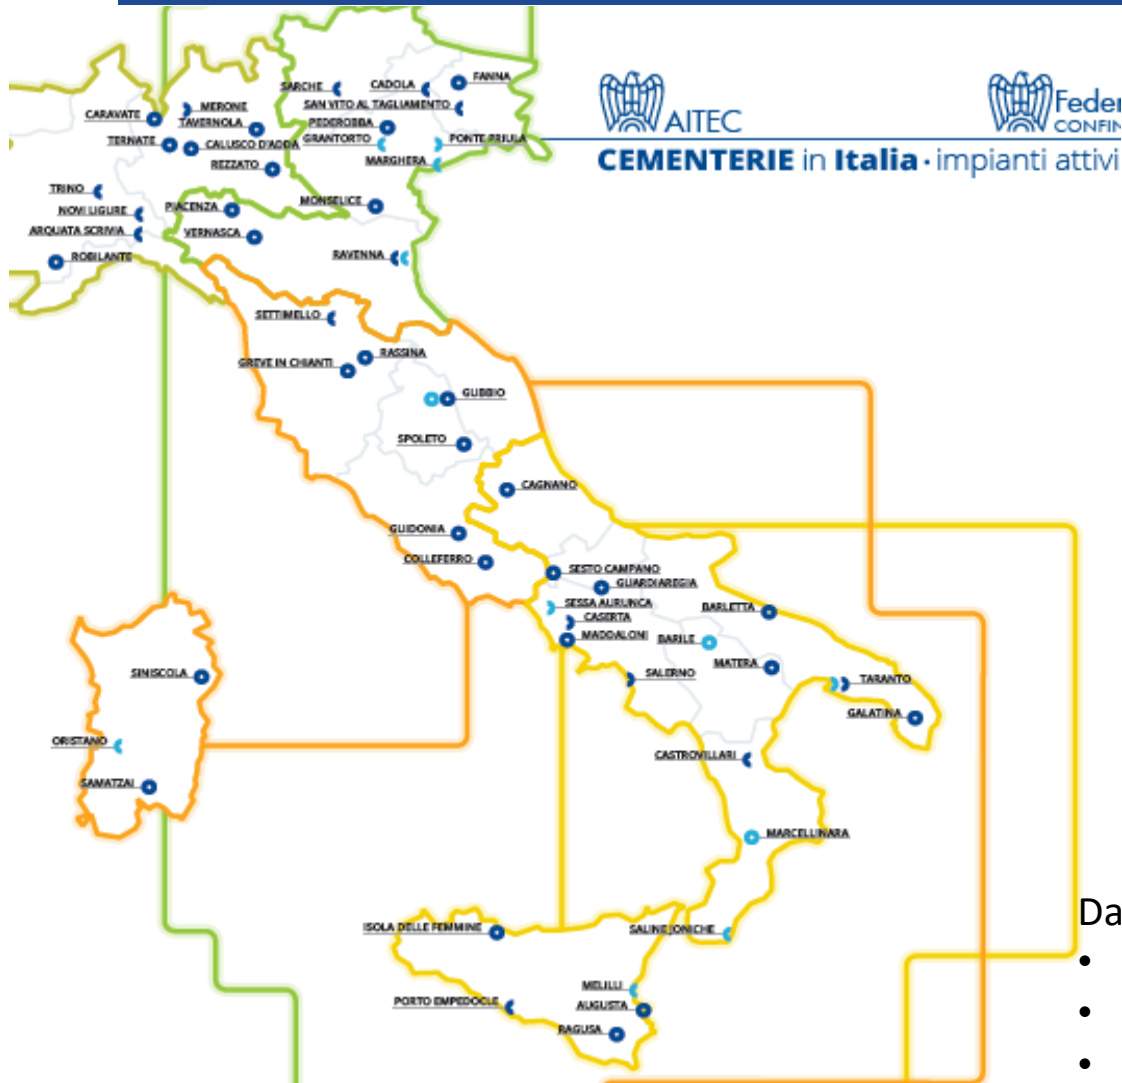 AITEC
Feder
CONFIN
CEMENTERIE in Italia · impianti attivi
SARCHE
CADOLA
FANNA
MERONE
SAN VITO AL TAGLIAMENTO
CARAVATE
TAVERNOLA
PEDEROBBA
TERNATE
CALUSCO D'ADDA
GRANTORTO
PONTE PRIULA
REZZATO
MARGHERA
TRINO
NOVI LIGURE
PIACENZA
MONSELICE
ARQUATA SCRIVIA
VERNASCA
ROBILANTE
RAVENNA
SETTIMELLO
RASSINA
GREVE IN CHIANTI
GUBBIO
SPOLETO
CAGNANO
GUIDONIA
COLLEFERRO
SESTO CAMPANO
GUARDIAREGIA
SESSA AURUNCA
BARLETTA
CASERTA
MADDALONI
BARILE
MATERA
SALERNO
SINISCOLA
TARANTO
GALATINA
ORISTANO
CASTROVILLARI
SAMATZAI
MARCELLINARA
Da
ISOLA DELLE FEMMINE
SALINE JONICHE
•
MELILLI
PORTO EMPEDOCLE
AUGUSTA
•
RAGUSA
•